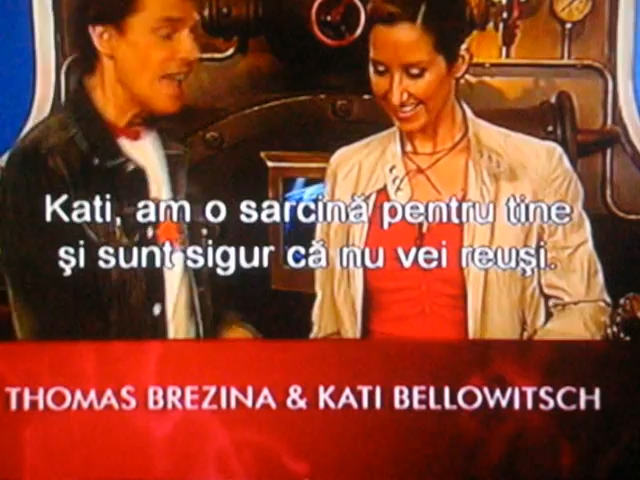 Kati, am o sarcină pentru tine
şi sunt sigur că nu vei reuşi.
THOMAS BREZINA & KATI BELLOWITSCH